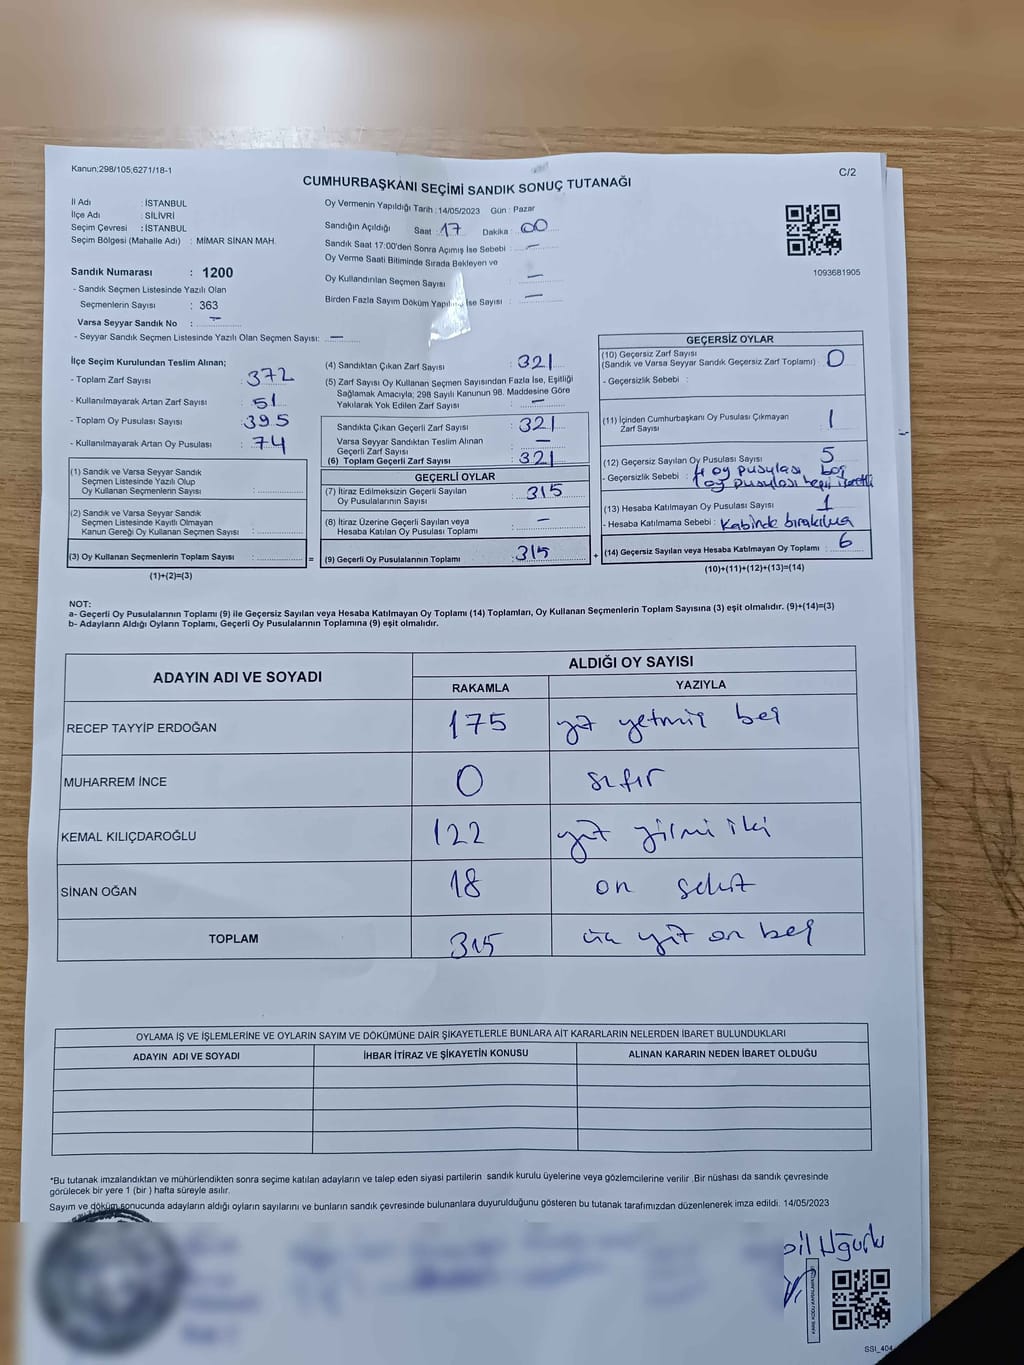 Kanun;298/105;6271/18-1
C/2
CUMHURBAŞKANI SEÇİMİ SANDIK SONUÇ TUTANAĞI
İl Adı : İSTANBUL
İlçe Adı : SİLİVRİ
Seçim Çevresi : İSTANBUL
Seçim Bölgesi (Mahalle Adı) : MİMAR SİNAN MAH.
Sandık Numarası : 1200
- Sandık Seçmen Listesinde Yazılı Olan
Seçmenlerin Sayısı : 363
Varsa Seyyar Sandık No : —
- Seyyar Sandık Seçmen Listesinde Yazılı Olan Seçmen Sayısı: —
Oy Vermenin Yapıldığı Tarih : 14/05/2023 Gün : Pazar
Sandığın Açıldığı Saat : 17 Dakika : 00
Sandık Saat 17:00'den Sonra Açımış İse Sebebi : —
Oy Verme Saati Bitiminde Sırada Bekleyen ve
Oy Kullandırılan Seçmen Sayısı : —
Birden Fazla Sayım Döküm İse Sayısı : —
1093681905
İlçe Seçim Kurulundan Teslim Alınan;
- Toplam Zarf Sayısı : 372
- Kullanılmayarak Artan Zarf Sayısı : 51
- Toplam Oy Pusulası Sayısı : 395
- Kullanılmayarak Artan Oy Pusulası : 74
(1) Sandık ve Varsa Seyyar Sandık
Seçmen Listesinde Yazılı Olup
Oy Kullanan Seçmenlerin Sayısı :
(2) Sandık ve Varsa Seyyar Sandık
Seçmen Listesinde Kayıtlı Olmayan
Kanun Gereği Oy Kullanan Seçmen Sayısı :
(3) Oy Kullanan Seçmenlerin Toplam Sayısı : =
(1)+(2)=(3)
(4) Sandıktan Çıkan Zarf Sayısı : 321
(5) Zarf Sayısı Oy Kullanan Seçmen Sayısından Fazla İse, Eşitliği
Sağlamak Amacıyla; 298 Sayılı Kanunun 98. Maddesine Göre
Yakılarak Yok Edilen Zarf Sayısı : —
Sandıkta Çıkan Geçerli Zarf Sayısı : 321
Varsa Seyyar Sandıktan Teslim Alınan
Geçerli Zarf Sayısı : —
(6) Toplam Geçerli Zarf Sayısı : 321
GEÇERLİ OYLAR
(7) İtiraz Edilmeksizin Geçerli Sayılan
Oy Pusulalarının Sayısı : 315
(8) İtiraz Üzerine Geçerli Sayılan veya
Hesaba Katılan Oy Pusulası Toplamı : —
(9) Geçerli Oy Pusulalarının Toplamı : 315 +
GEÇERSİZ OYLAR
(10) Geçersiz Zarf Sayısı
(Sandık ve Varsa Seyyar Sandık Geçersiz Zarf Toplamı) : 0
- Geçersizlik Sebebi :
(11) İçinden Cumhurbaşkanı Oy Pusulası Çıkmayan
Zarf Sayısı : 1
(12) Geçersiz Sayılan Oy Pusulası Sayısı : 5
- Geçersizlik Sebebi : 4 oy pusulası boş
1 oy pusulası hepsi işaretli
(13) Hesaba Katılmayan Oy Pusulası Sayısı : 1
- Hesaba Katılmama Sebebi : Kabinde bırakılma
(14) Geçersiz Sayılan veya Hesaba Katılmayan Oy Toplamı : 6
(10)+(11)+(12)+(13)=(14)
NOT:
a- Geçerli Oy Pusulalarının Toplamı (9) ile Geçersiz Sayılan veya Hesaba Katılmayan Oy Toplamı (14) Toplamları, Oy Kullanan Seçmenlerin Toplam Sayısına (3) eşit olmalıdır. (9)+(14)=(3)
b- Adayların Aldığı Oyların Toplamı, Geçerli Oy Pusulalarının Toplamına (9) eşit olmalıdır.
ADAYIN ADI VE SOYADI ALDIĞI OY SAYISI
RAKAMLA YAZIYLA
RECEP TAYYİP ERDOĞAN 175 yüz yetmiş beş
MUHARREM İNCE 0 sıfır
KEMAL KILIÇDAROĞLU 122 yüz yirmi iki
SİNAN OĞAN 18 on sekiz
TOPLAM 315 üç yüz on beş
OYLAMA İŞ VE İŞLEMLERİNE VE OYLARIN SAYIM VE DÖKÜMÜNE DAİR ŞİKAYETLERLE BUNLARA AİT KARARLARIN NELERDEN İBARET BULUNDUKLARI
ADAYIN ADI VE SOYADI İHBAR İTİRAZ VE ŞİKAYETİN KONUSU ALINAN KARARIN NEDEN İBARET OLDUĞU
*Bu tutanak imzalandıktan ve mühürlendikten sonra seçime katılan adayların ve talep eden siyasi partilerin sandık kurulu üyelerine veya gözlemcilerine verilir .Bir nüshası da sandık çevresinde
görülecek bir yere 1 (bir ) hafta süreyle asılır.
Sayım ve döküm sonucunda adayların aldığı oyların sayılarını ve bunların sandık çevresinde bulunanlara duyurulduğunu gösteren bu tutanak tarafımızdan düzenlenerek imza edildi. 14/05/2023
Uğurlu
SSİ_404